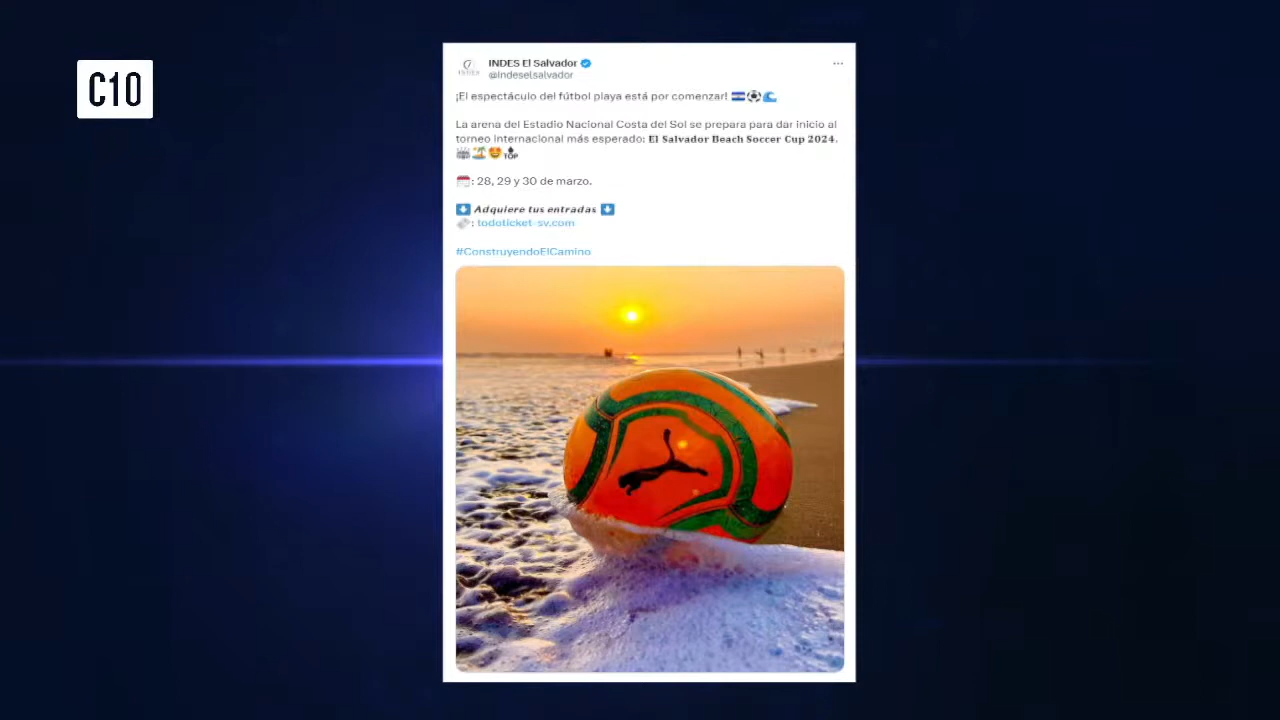 C10
INDES El Salvador
@indeselsalvador
INDES
¡El espectáculo del fútbol playa está por comenzar!
La arena del Estadio Nacional Costa del Sol se prepara para dar inicio al
torneo internacional más esperado: El Salvador Beach Soccer Cup 2024.
TOP
: 28, 29 y 30 de marzo.
Adquiere tus entradas
: todoticket-sv.com
#ConstruyendoElCamino